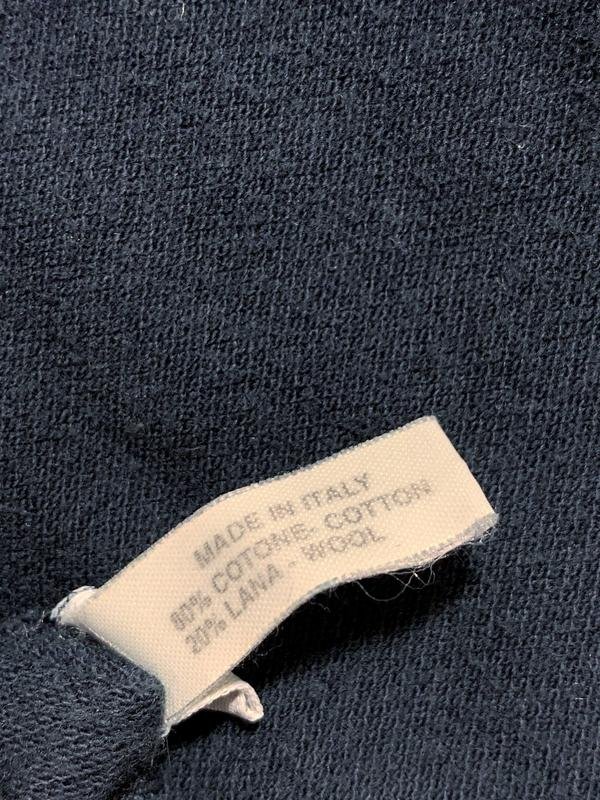 MADE IN ITALY
80% COTONE- COTTON
20% LANA - WOOL